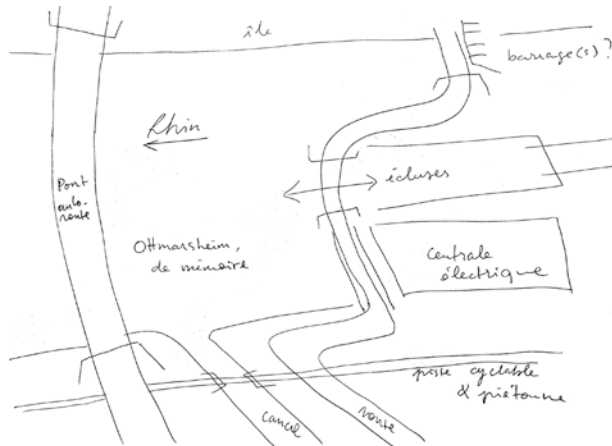 île
barrage(s)?
Rhin
écluses
Pont
auto-
route
Ottmarsheim,
de mémoire
centrale
électrique
piste cyclable
& piétonne
canal
route